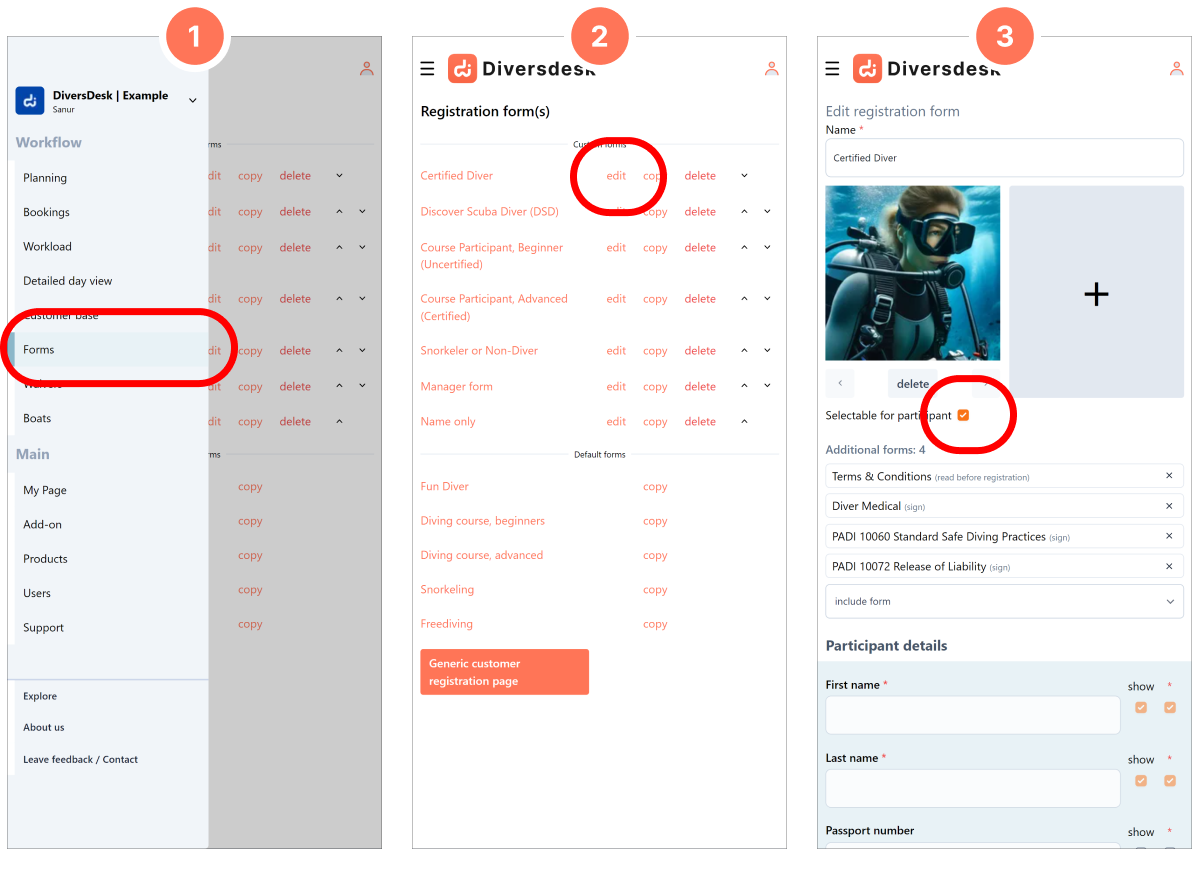 1
DiversDesk | Example
Sanur
Workflow
Planning
Bookings
Workload
Detailed day view
Customer base
Forms
Waivers
Boats
Main
My Page
Add-on
Products
Users
Support
Explore
About us
Leave feedback / Contact
rms
dit copy delete
dit copy delete
dit copy delete
dit copy delete
dit copy delete
dit copy delete
dit copy delete
rms
copy
copy
copy
copy
copy
2
Diversdesk
Registration form(s)
Custom forms
Certified Diver edit copy delete
Discover Scuba Diver (DSD) edit copy delete
Course Participant, Beginner edit copy delete
(Uncertified)
Course Participant, Advanced edit copy delete
(Certified)
Snorkeler or Non-Diver edit copy delete
Manager form edit copy delete
Name only edit copy delete
Default forms
Fun Diver copy
Diving course, beginners copy
Diving course, advanced copy
Snorkeling copy
Freediving copy
Generic customer
registration page
3
Diversdesk
Edit registration form
Name *
Certified Diver
+
delete
Selectable for participant
Additional forms: 4
Terms & Conditions (read before registration)
Diver Medical (sign)
PADI 10060 Standard Safe Diving Practices (sign)
PADI 10072 Release of Liability (sign)
include form
Participant details
First name * show *
Last name * show *
Passport number show *